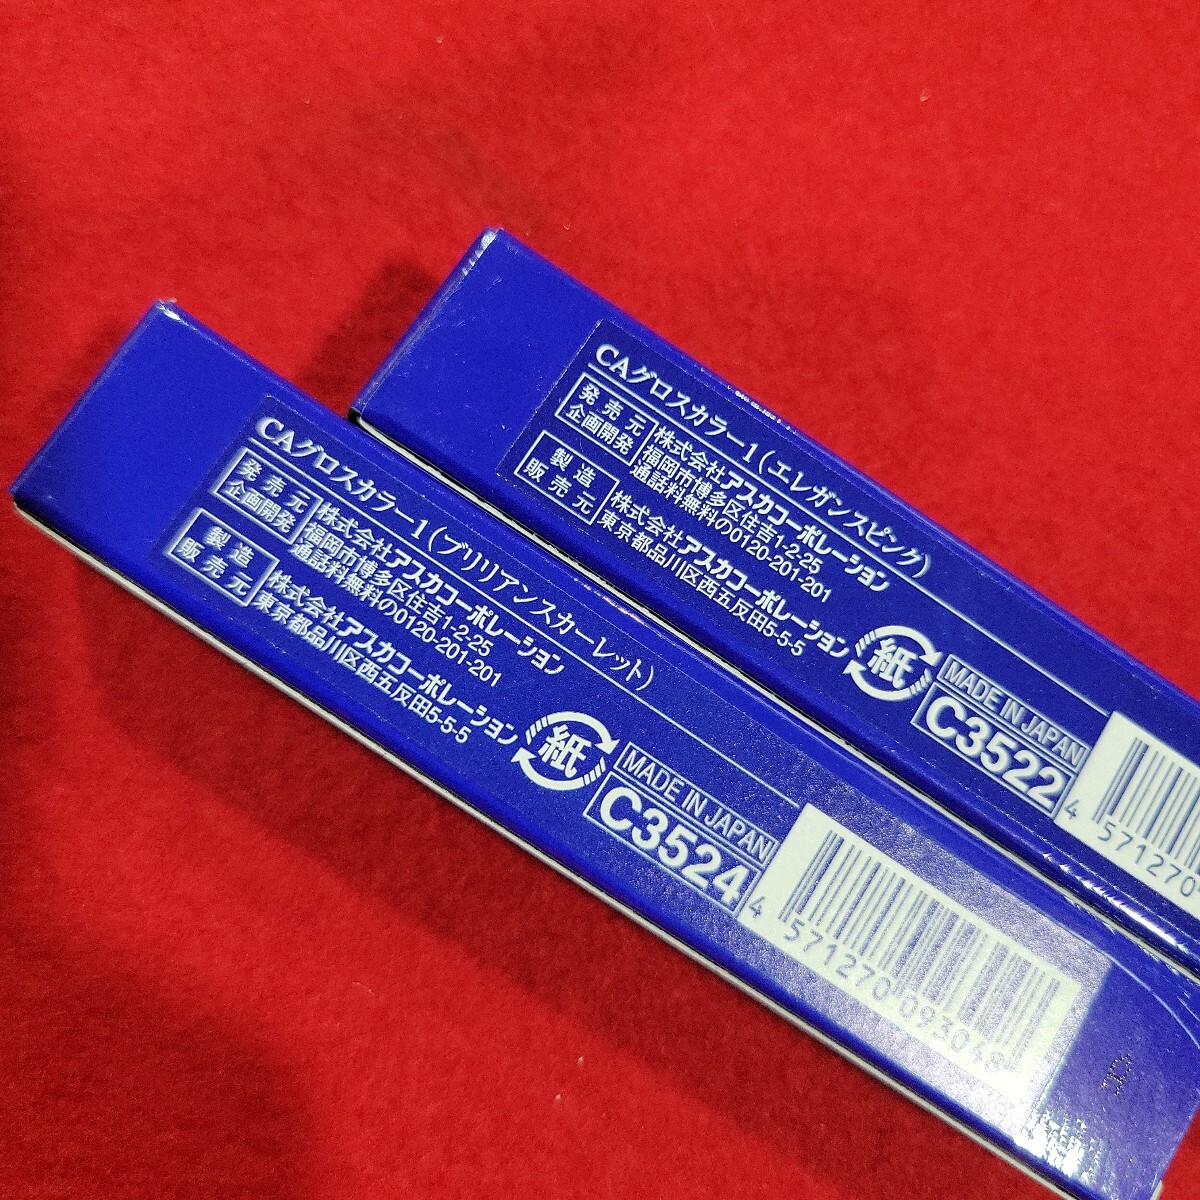 CAグロスカラー1(エレガンスピンク)
発売元
企画開発
株式会社アスカコーポレーション
福岡市博多区住吉1-2-25
通話料無料の0120-201-201
製造
販売元
株式会社アスカコーポレーション
東京都品川区西五反田5-5-5
紙
MADE IN JAPAN
C3522
4 571270
CAグロスカラー1(ブリリアンスカーレット)
発売元
企画開発
株式会社アスカコーポレーション
福岡市博多区住吉1-2-25
通話料無料の0120-201-201
製造
販売元
株式会社アスカコーポレーション
東京都品川区西五反田5-5-5
紙
MADE IN JAPAN
C3524
4 571270 093048